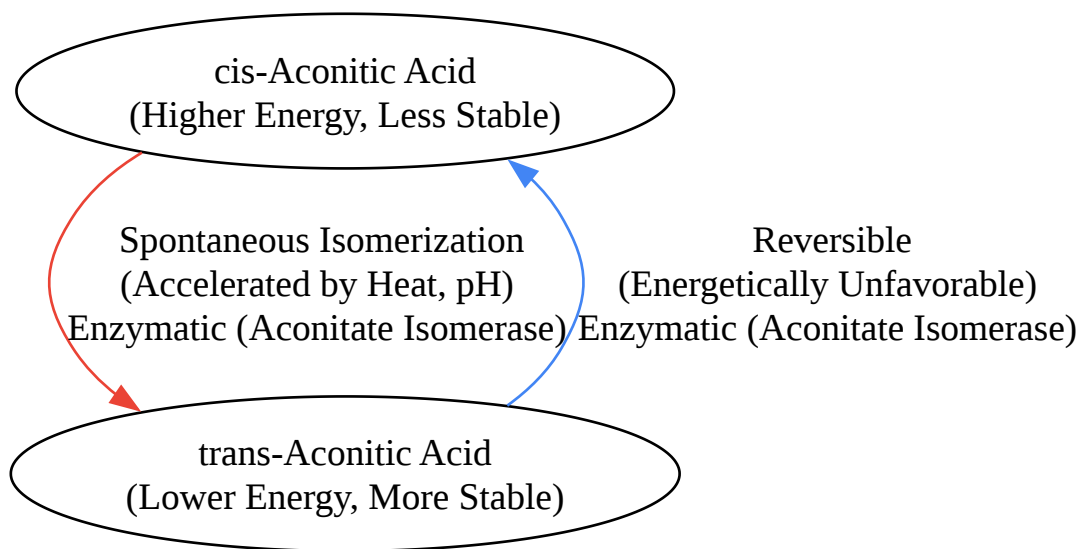 cis-Aconitic Acid
(Higher Energy, Less Stable)
Spontaneous Isomerization
(Accelerated by Heat, pH)
Enzymatic (Aconitate Isomerase)
Reversible
(Energetically Unfavorable)
Enzymatic (Aconitate Isomerase)
trans-Aconitic Acid
(Lower Energy, More Stable)